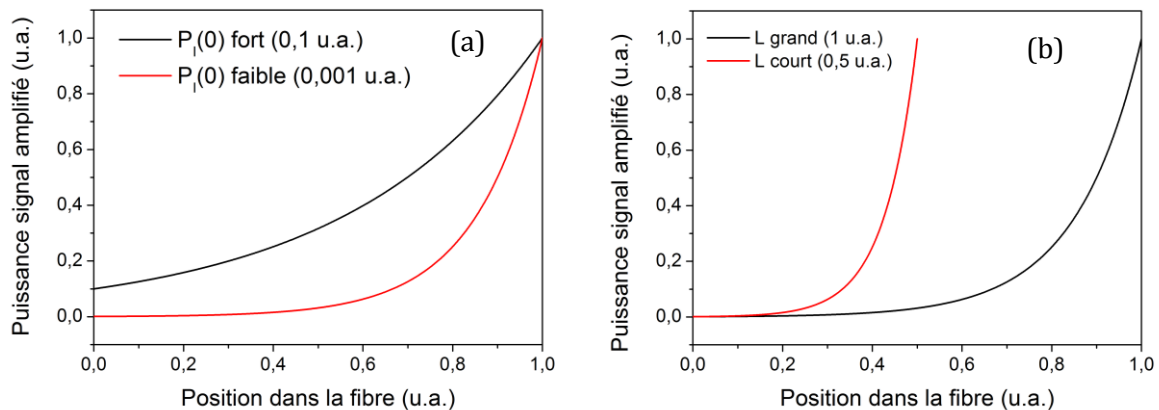 Puissance signal amplifié (u.a.)
1,0
0,8
0,6
0,4
0,2
0,0
P_l(0) fort (0,1 u.a.)
P_l(0) faible (0,001 u.a.)
(a)
0,0 0,2 0,4 0,6 0,8 1,0
Position dans la fibre (u.a.)
Puissance signal amplifié (u.a.)
1,0
0,8
0,6
0,4
0,2
0,0
L grand (1 u.a.)
L court (0,5 u.a.)
(b)
0,0 0,2 0,4 0,6 0,8 1,0
Position dans la fibre (u.a.)